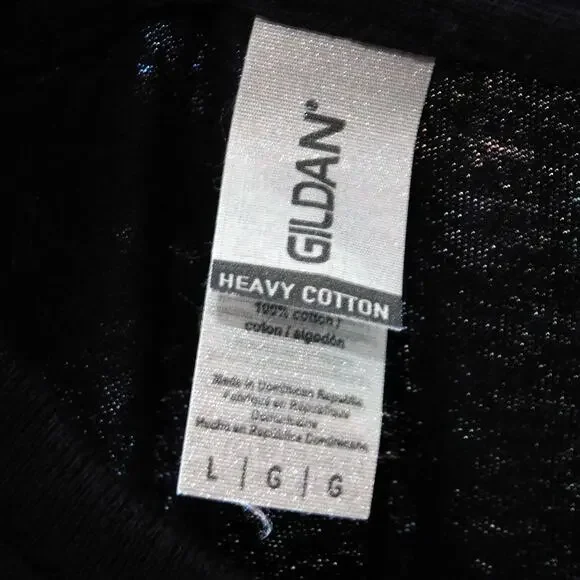 GILDAN®
HEAVY COTTON
100% cotton /
coton / algodón
Made in Dominican Republic
Fabriqué en République
Dominicaine
Hecho en República Dominicana
L | G | G